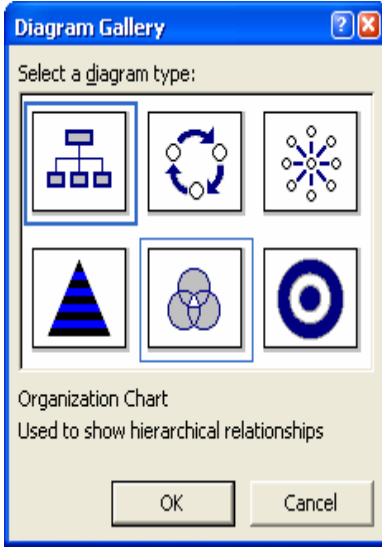 Diagram Gallery
Select a diagram type:
Organization Chart
Used to show hierarchical relationships
OK
Cancel